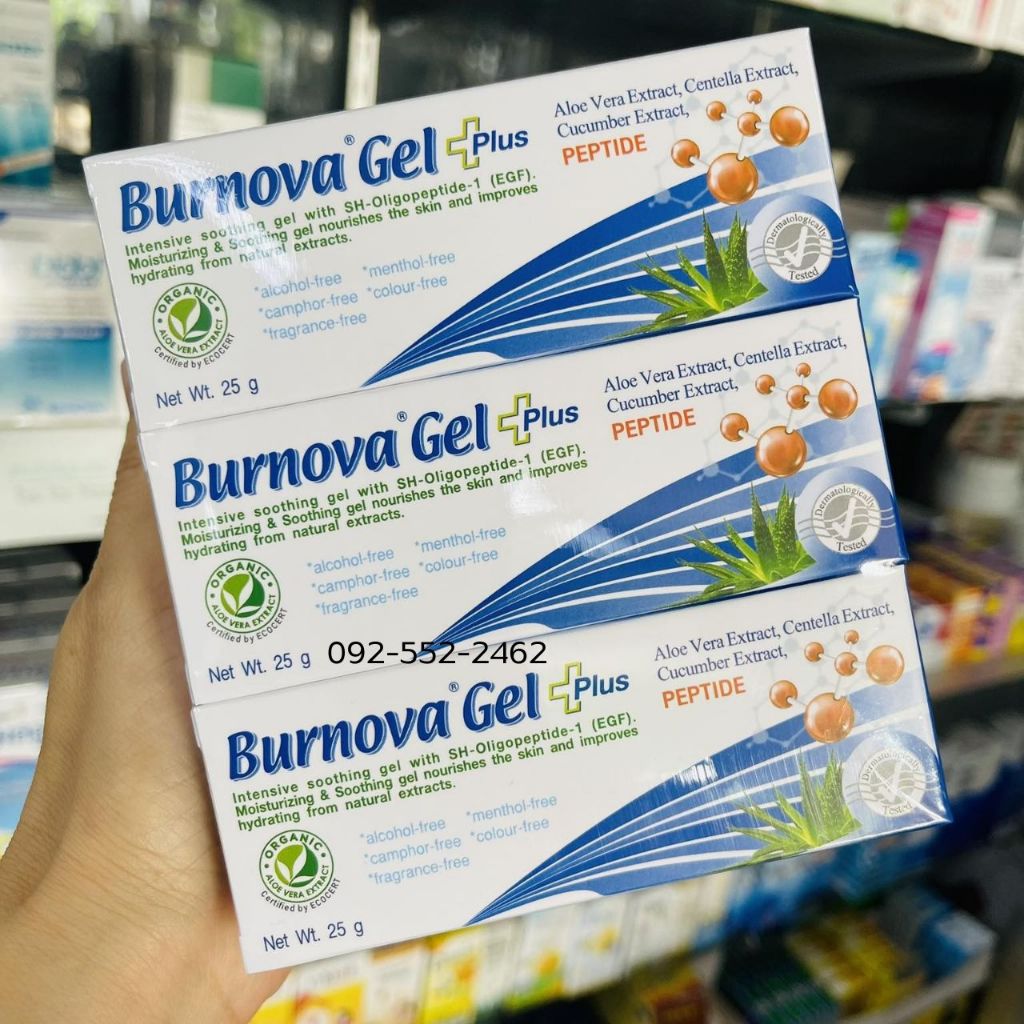 Burnova® Gel Plus
Aloe Vera Extract, Centella Extract,
Cucumber Extract,
PEPTIDE
Intensive soothing gel with SH-Oligopeptide-1 (EGF).
Moisturizing & Soothing gel nourishes the skin and improves
hydrating from natural extracts.
*alcohol-free *menthol-free
*camphor-free *colour-free
*fragrance-free
ORGANIC
ALOE VERA EXTRACT
Certified by ECOCERT
Dermatologically
Tested
Net Wt. 25 g
Burnova® Gel Plus
Aloe Vera Extract, Centella Extract,
Cucumber Extract,
PEPTIDE
Intensive soothing gel with SH-Oligopeptide-1 (EGF).
Moisturizing & Soothing gel nourishes the skin and improves
hydrating from natural extracts.
*alcohol-free *menthol-free
*camphor-free *colour-free
*fragrance-free
ORGANIC
ALOE VERA EXTRACT
Certified by ECOCERT
Dermatologically
Tested
Net Wt. 25 g
092-552-2462
Burnova® Gel Plus
Aloe Vera Extract, Centella Extract,
Cucumber Extract,
PEPTIDE
Intensive soothing gel with SH-Oligopeptide-1 (EGF).
Moisturizing & Soothing gel nourishes the skin and improves
hydrating from natural extracts.
*alcohol-free *menthol-free
*camphor-free *colour-free
*fragrance-free
ORGANIC
ALOE VERA EXTRACT
Certified by ECOCERT
Dermatologically
Tested
Net Wt. 25 g